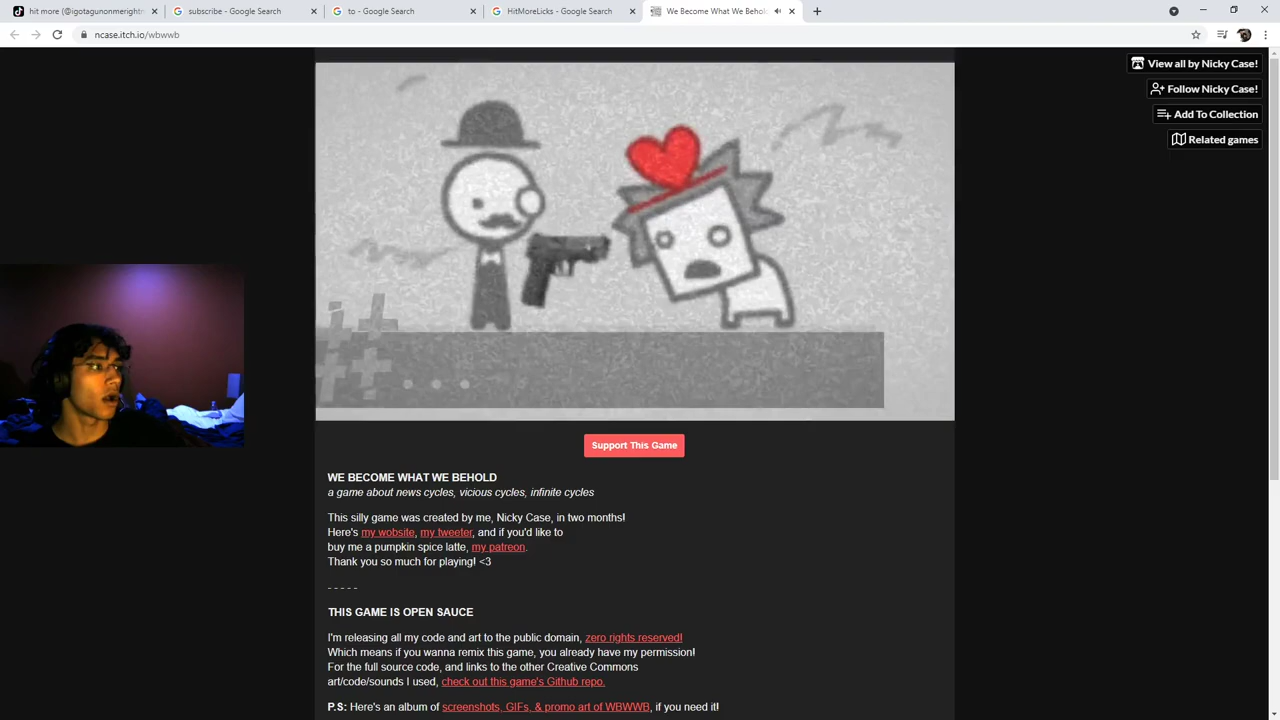 hit more (@igotagunonmerightn
subscribe - Google Search
to - Google Search
HitMoreLicks - Google Search
We Become What We Behold
ncase.itch.io/wbwwb
View all by Nicky Case!
Follow Nicky Case!
Add To Collection
Related games
Support This Game
WE BECOME WHAT WE BEHOLD
a game about news cycles, vicious cycles, infinite cycles
This silly game was created by me, Nicky Case, in two months!
Here's my wobsite, my tweeter, and if you'd like to
buy me a pumpkin spice latte, my patreon.
Thank you so much for playing! <3
- - - - -
THIS GAME IS OPEN SAUCE
I'm releasing all my code and art to the public domain, zero rights reserved!
Which means if you wanna remix this game, you already have my permission!
For the full source code, and links to the other Creative Commons
art/code/sounds I used, check out this game's Github repo.
P.S: Here's an album of screenshots, GIFs, & promo art of WBWWB, if you need it!